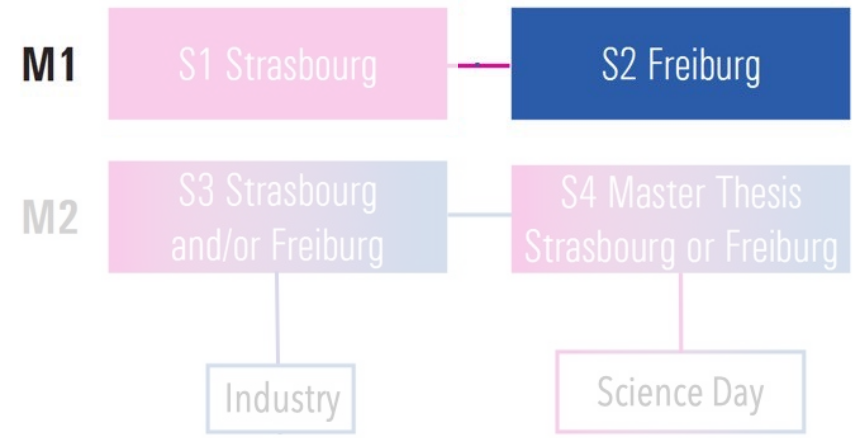 M1
S1 Strasbourg
S2 Freiburg
M2
S3 Strasbourg
and/or Freiburg
S4 Master Thesis
Strasbourg or Freiburg
Industry
Science Day